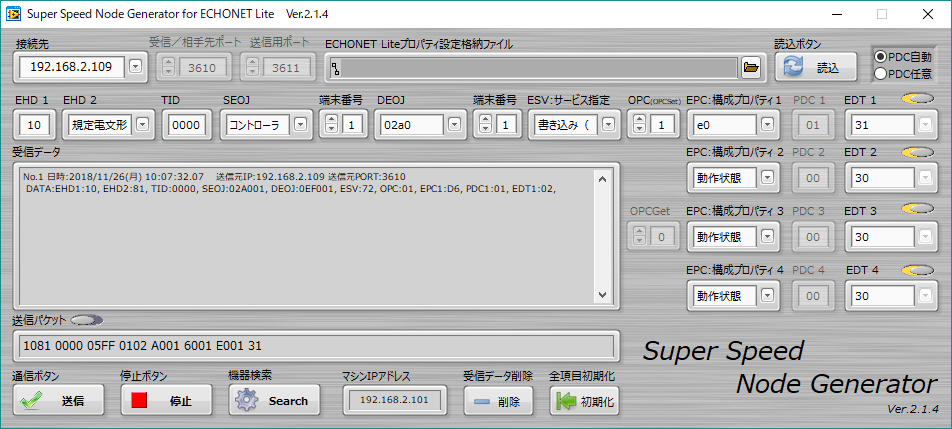 Super Speed Node Generator for ECHONET Lite Ver.2.1.4
接続先 受信／相手先ポート 送信用ポート ECHONET Liteプロパティ設定格納ファイル 読込ボタン
192.168.2.109 3610 3611 読込
PDC自動
PDC任意
EHD 1 EHD 2 TID SEOJ 端末番号 DEOJ 端末番号 ESV:サービス指定 OPC(OPCSet) EPC:構成プロパティ1 PDC 1 EDT 1
10 規定電文形 0000 コントローラ 1 02a0 1 書き込み（ 1 e0 01 31
受信データ
EPC:構成プロパティ 2 PDC 2 EDT 2
動作状態 00 30
No.1 日時:2018/11/26(月) 10:07:32.07 送信元IP:192.168.2.109 送信元PORT:3610
DATA:EHD1:10, EHD2:81, TID:0000, SEOJ:02A001, DEOJ:0EF001, ESV:72, OPC:01, EPC1:D6, PDC1:01, EDT1:02,
OPCGet EPC:構成プロパティ 3 PDC 3 EDT 3
0 動作状態 00 30
EPC:構成プロパティ 4 PDC 4 EDT 4
動作状態 00 30
送信パケット
1081 0000 05FF 0102 A001 6001 E001 31
Super Speed
Node Generator
Ver.2.1.4
通信ボタン 停止ボタン 機器検索 マシンIPアドレス 受信データ削除 全項目初期化
送信 停止 Search 192.168.2.101 削除 初期化